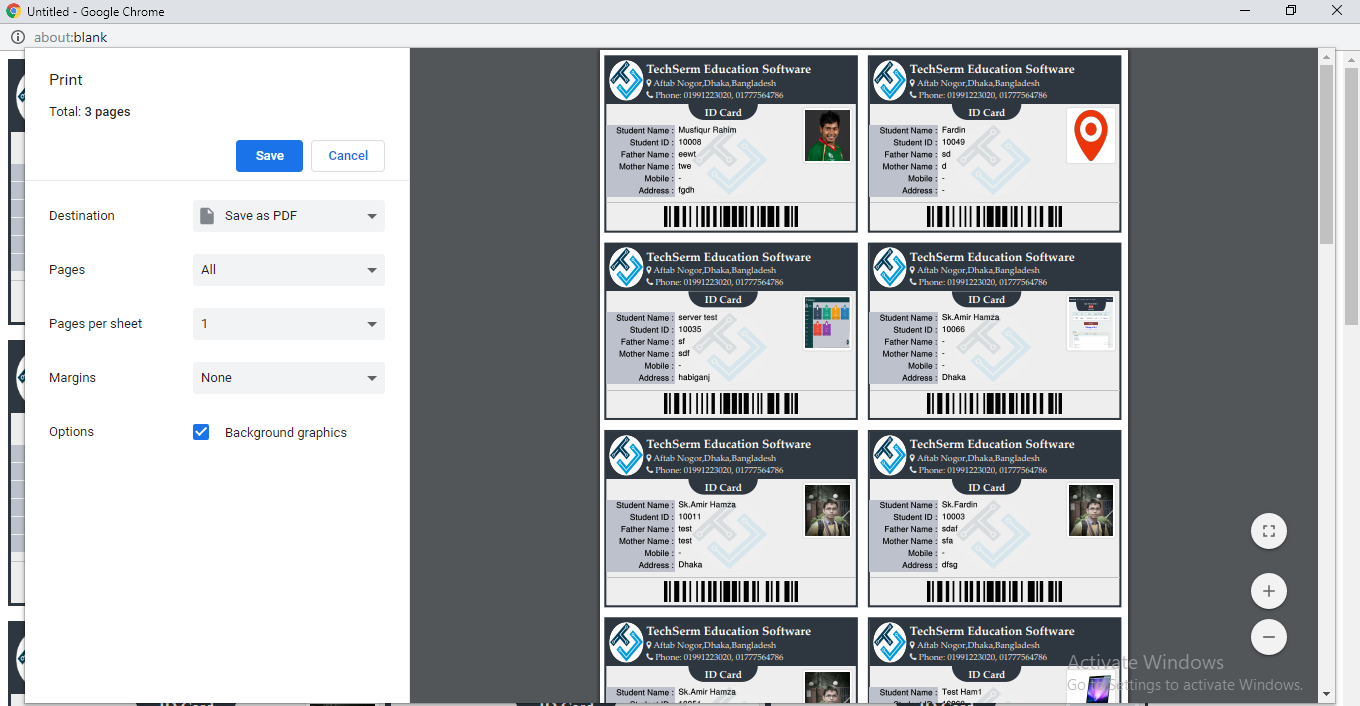 Untitled - Google Chrome
about:blank
Print
Total: 3 pages
Save Cancel
Destination Save as PDF
Pages All
Pages per sheet 1
Margins None
Options Background graphics
TechSerm Education Software
Aftab Nogor,Dhaka,Bangladesh
Phone: 01991223020, 01777564786
ID Card
Student Name : Musfiqur Rahim
Student ID : 10008
Father Name : eewt
Mother Name : twe
Mobile : -
Address : fgdh
TechSerm Education Software
Aftab Nogor,Dhaka,Bangladesh
Phone: 01991223020, 01777564786
ID Card
Student Name : Fardin
Student ID : 10049
Father Name : sd
Mother Name : d
Mobile : -
Address : -
TechSerm Education Software
Aftab Nogor,Dhaka,Bangladesh
Phone: 01991223020, 01777564786
ID Card
Student Name : server test
Student ID : 10035
Father Name : sf
Mother Name : sdf
Mobile : -
Address : habiganj
TechSerm Education Software
Aftab Nogor,Dhaka,Bangladesh
Phone: 01991223020, 01777564786
ID Card
Student Name : Sk.Amir Hamza
Student ID : 10066
Father Name : -
Mother Name : -
Mobile : -
Address : Dhaka
TechSerm Education Software
Aftab Nogor,Dhaka,Bangladesh
Phone: 01991223020, 01777564786
ID Card
Student Name : Sk.Amir Hamza
Student ID : 10011
Father Name : test
Mother Name : test
Mobile : -
Address : Dhaka
TechSerm Education Software
Aftab Nogor,Dhaka,Bangladesh
Phone: 01991223020, 01777564786
ID Card
Student Name : Sk.Fardin
Student ID : 10003
Father Name : sdaf
Mother Name : sfa
Mobile : -
Address : dfsg
TechSerm Education Software
Aftab Nogor,Dhaka,Bangladesh
Phone: 01991223020, 01777564786
ID Card
Student Name : Sk.Amir Hamza
TechSerm Education Software
Aftab Nogor,Dhaka,Bangladesh
Phone: 01991223020, 01777564786
ID Card
Student Name : Test Ham1
Activate Windows
Go to Settings to activate Windows.